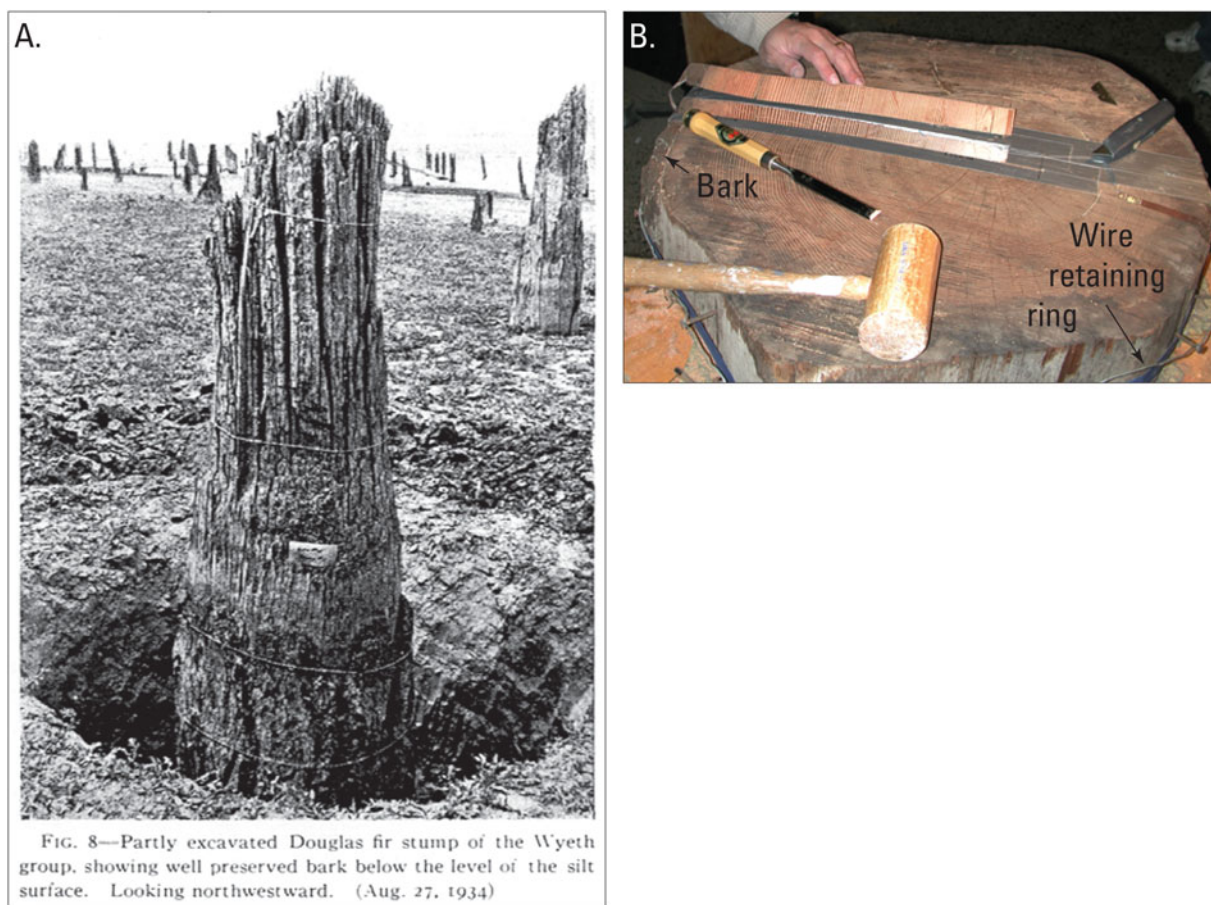 A.
B.
Bark
Wire
retaining
ring
FIG. 8—Partly excavated Douglas fir stump of the Wyeth
group, showing well preserved bark below the level of the silt
surface. Looking northwestward. (Aug. 27, 1934)